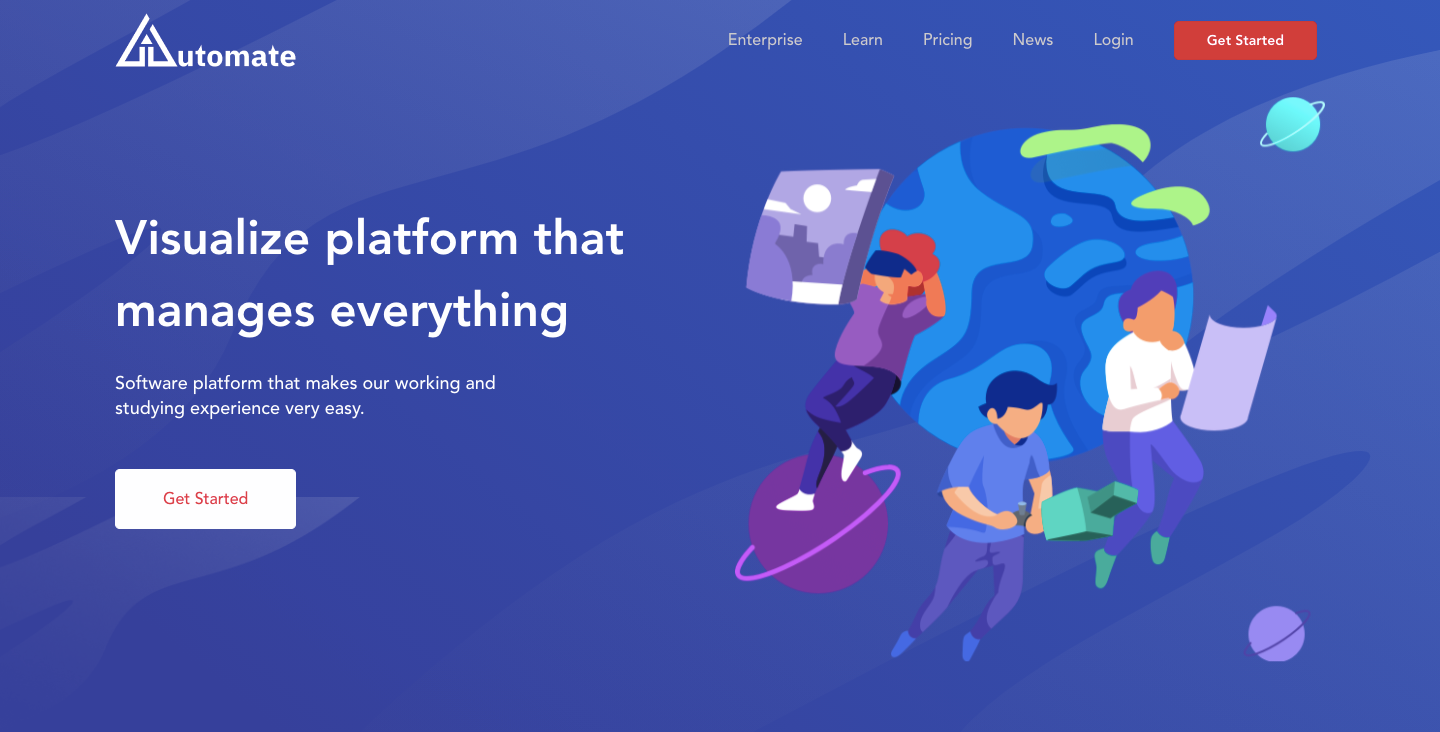 Automate
Enterprise Learn Pricing News Login Get Started
Visualize platform that
manages everything
Software platform that makes our working and
studying experience very easy.
Get Started